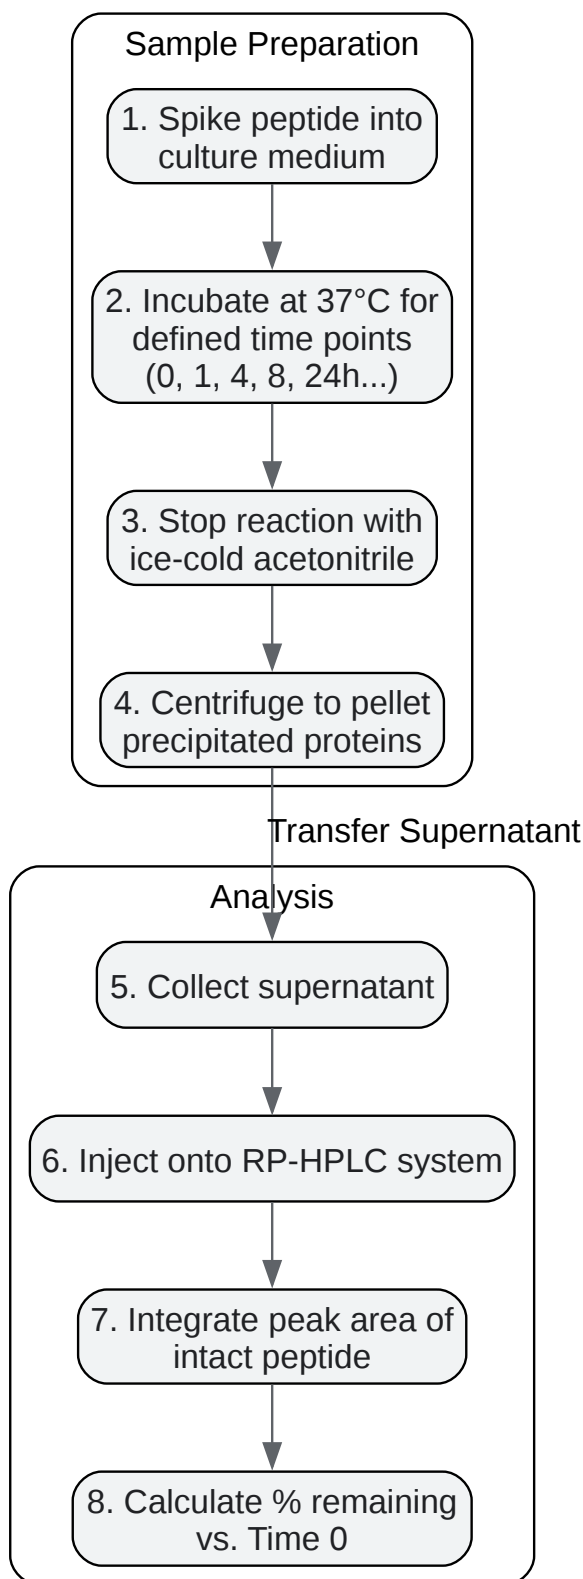 Sample Preparation
1. Spike peptide into
culture medium
2. Incubate at 37°C for
defined time points
(0, 1, 4, 8, 24h...)
3. Stop reaction with
ice-cold acetonitrile
4. Centrifuge to pellet
precipitated proteins
Transfer Supernatant
Analysis
5. Collect supernatant
6. Inject onto RP-HPLC system
7. Integrate peak area of
intact peptide
8. Calculate % remaining
vs. Time 0